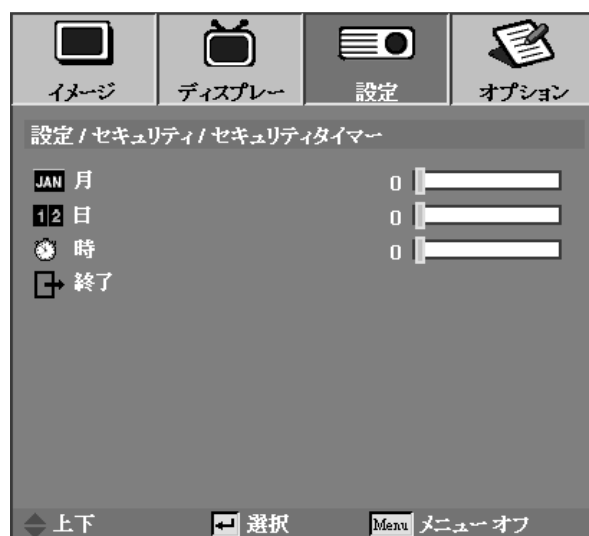 イメージ
ディスプレー
設定
オプション
設定 / セキュリティ / セキュリティタイマー
JAN 月 0
12 日 0
時 0
終了
上下 選択 Menu メニュー オフ